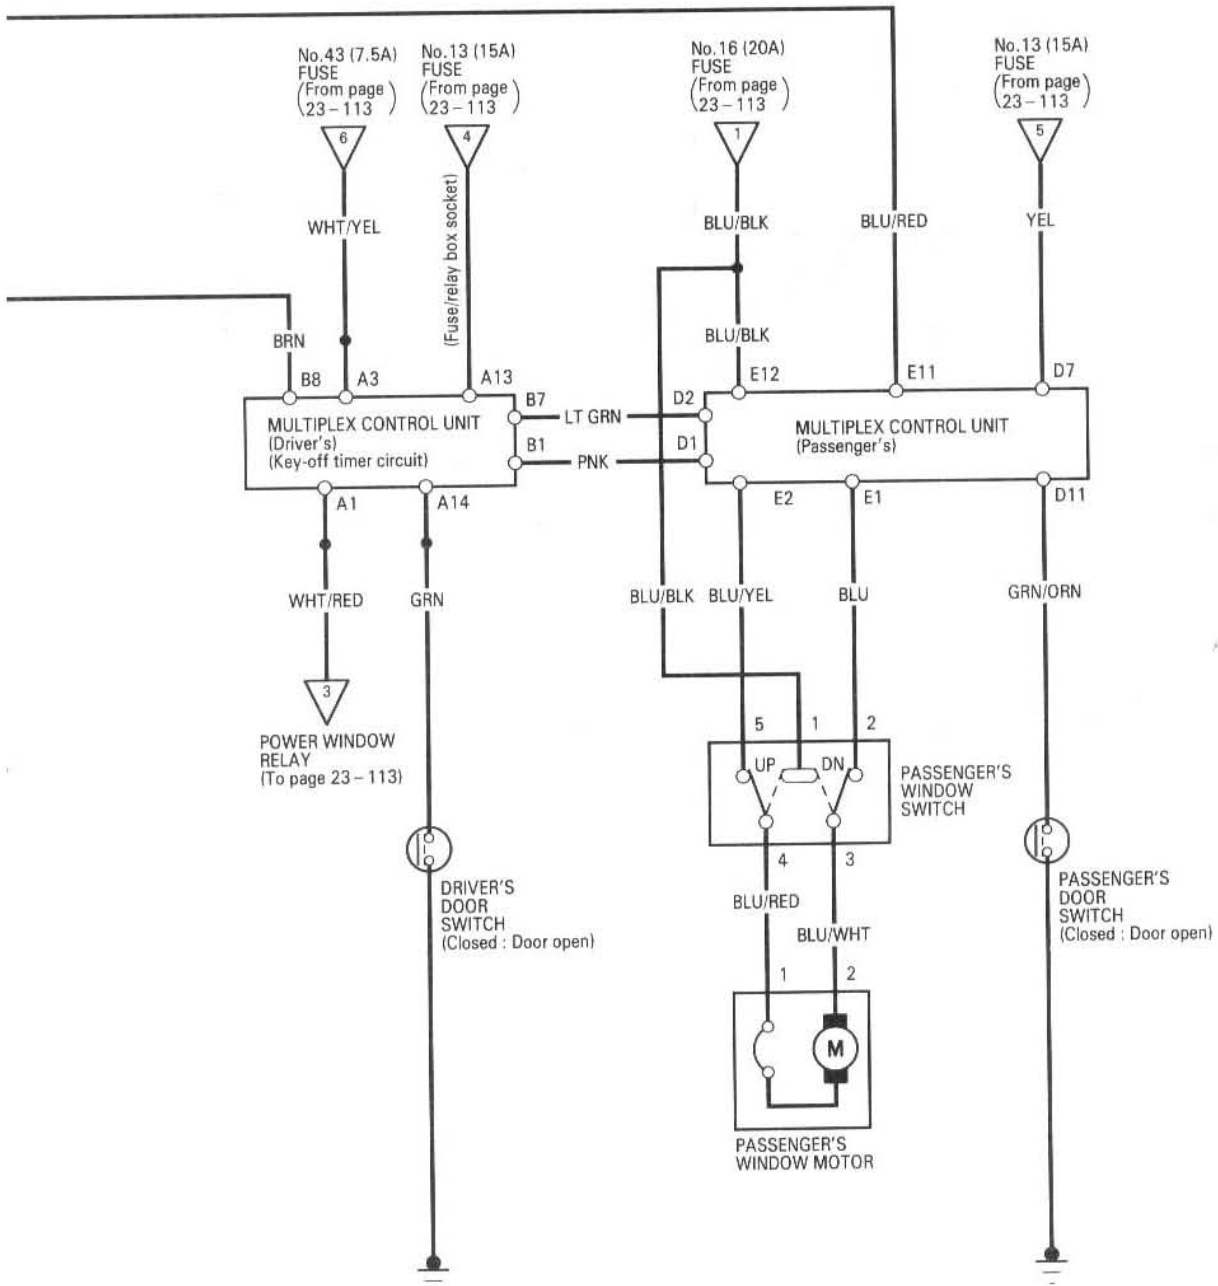 No.43 (7.5A)
FUSE
(From page
23–113)
6
No.13 (15A)
FUSE
(From page
23–113)
4
No.16 (20A)
FUSE
(From page
23–113)
1
No.13 (15A)
FUSE
(From page
23–113)
5
WHT/YEL
(Fuse/relay box socket)
BLU/BLK
BLU/RED
YEL
BRN
BLU/BLK
B8
A3
A13
B7
LT GRN
D2
E12
E11
D7
MULTIPLEX CONTROL UNIT
(Driver's)
(Key-off timer circuit)
B1
PNK
D1
MULTIPLEX CONTROL UNIT
(Passenger's)
A1
A14
E2
E1
D11
WHT/RED
GRN
BLU/BLK
BLU/YEL
BLU
GRN/ORN
3
POWER WINDOW
RELAY
(To page 23–113)
5
1
2
UP
DN
PASSENGER'S
WINDOW
SWITCH
4
3
DRIVER'S
DOOR
SWITCH
(Closed : Door open)
BLU/RED
BLU/WHT
PASSENGER'S
DOOR
SWITCH
(Closed : Door open)
1
2
M
PASSENGER'S
WINDOW MOTOR